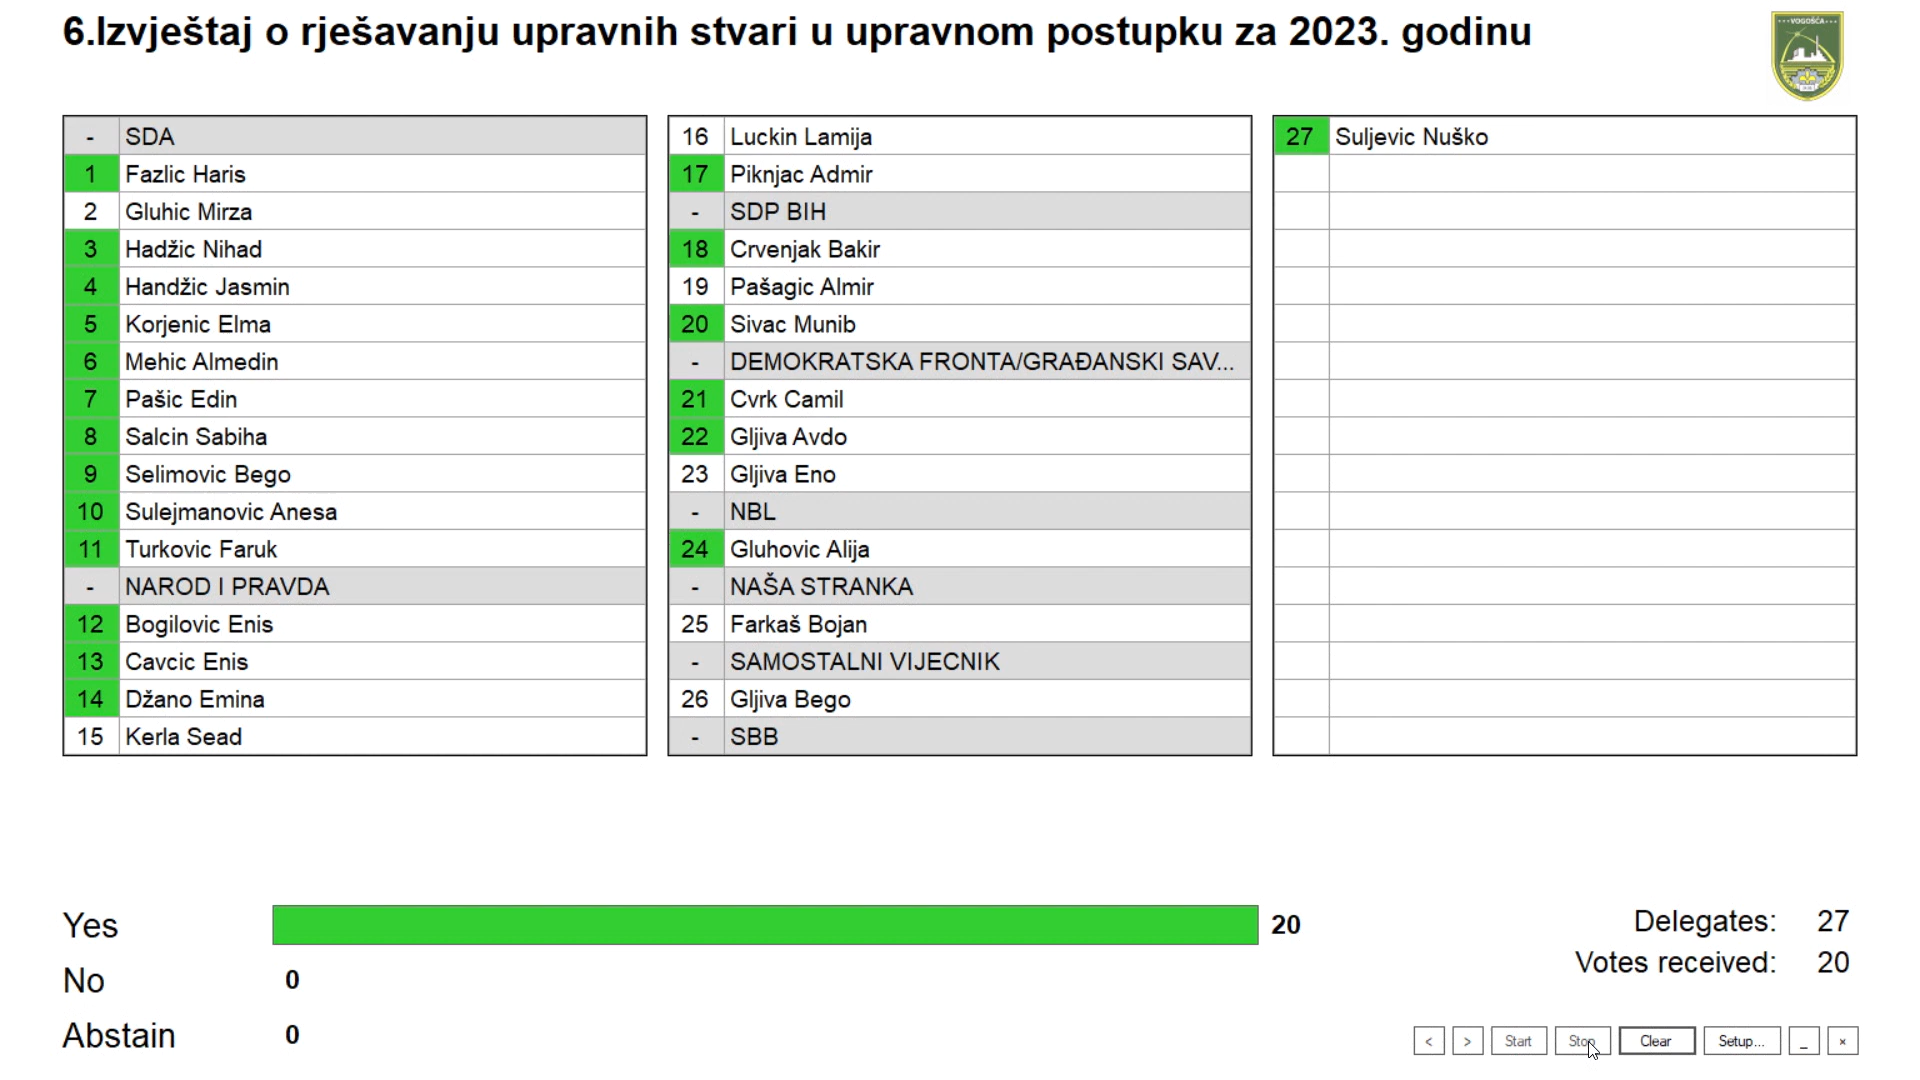 6.Izvještaj o rješavanju upravnih stvari u upravnom postupku za 2023. godinu
VOGOŠĆA
- SDA
1 Fazlic Haris
2 Gluhic Mirza
3 Hadžic Nihad
4 Handžic Jasmin
5 Korjenic Elma
6 Mehic Almedin
7 Pašic Edin
8 Salcin Sabiha
9 Selimovic Bego
10 Sulejmanovic Anesa
11 Turkovic Faruk
- NAROD I PRAVDA
12 Bogilovic Enis
13 Cavcic Enis
14 Džano Emina
15 Kerla Sead
16 Luckin Lamija
17 Piknjac Admir
- SDP BIH
18 Crvenjak Bakir
19 Pašagic Almir
20 Sivac Munib
- DEMOKRATSKA FRONTA/GRAĐANSKI SAV...
21 Cvrk Camil
22 Gljiva Avdo
23 Gljiva Eno
- NBL
24 Gluhovic Alija
- NAŠA STRANKA
25 Farkaš Bojan
- SAMOSTALNI VIJECNIK
26 Gljiva Bego
- SBB
27 Suljevic Nuško
Yes 20
No 0
Abstain 0
Delegates: 27
Votes received: 20
< > Start Stop Clear Setup... _ ×